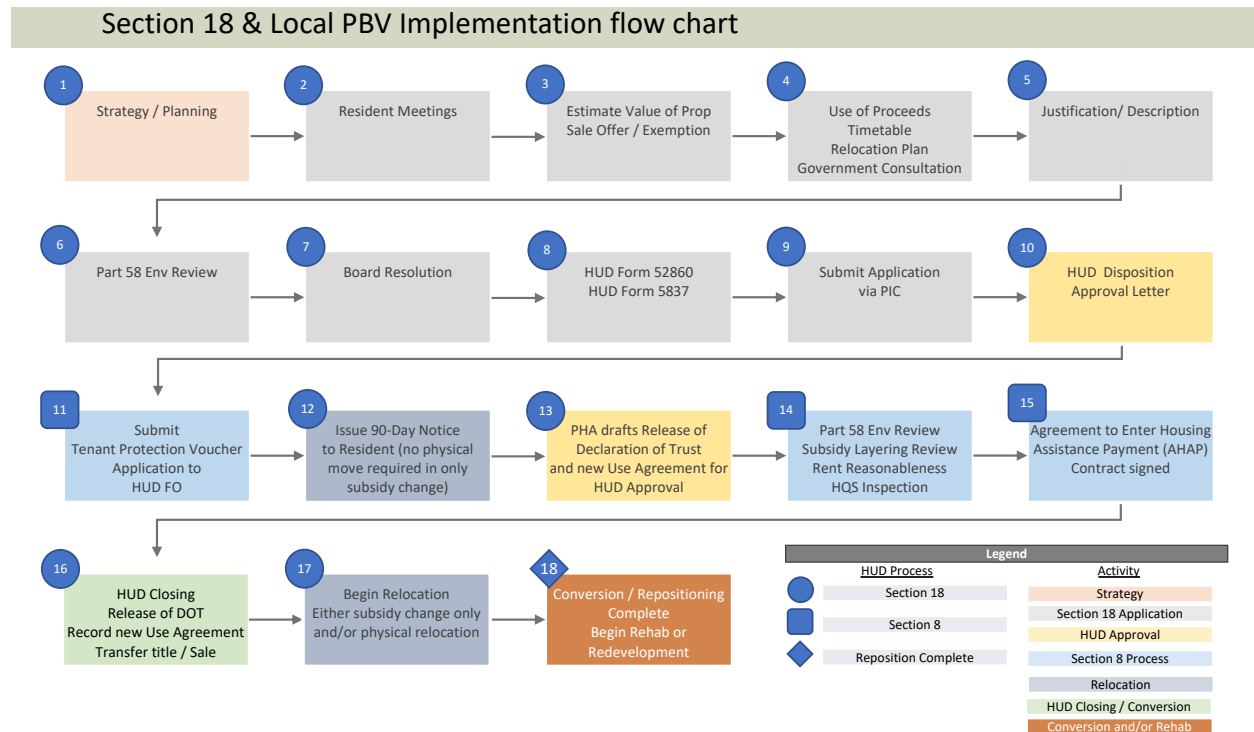 Section 18 & Local PBV Implementation flow chart
1
Strategy / Planning
2
Resident Meetings
3
Estimate Value of Prop
Sale Offer / Exemption
4
Use of Proceeds
Timetable
Relocation Plan
Government Consultation
5
Justification/ Description
6
Part 58 Env Review
7
Board Resolution
8
HUD Form 52860
HUD Form 5837
9
Submit Application
via PIC
10
HUD Disposition
Approval Letter
11
Submit
Tenant Protection Voucher
Application to
HUD FO
12
Issue 90-Day Notice
to Resident (no physical
move required in only
subsidy change)
13
PHA drafts Release of
Declaration of Trust
and new Use Agreement for
HUD Approval
14
Part 58 Env Review
Subsidy Layering Review
Rent Reasonableness
HQS Inspection
15
Agreement to Enter Housing
Assistance Payment (AHAP)
Contract signed
16
HUD Closing
Release of DOT
Record new Use Agreement
Transfer title / Sale
17
Begin Relocation
Either subsidy change only
and/or physical relocation
18
Conversion / Repositioning
Complete
Begin Rehab or
Redevelopment
Legend
HUD Process
Section 18
Section 8
Reposition Complete
Activity
Strategy
Section 18 Application
HUD Approval
Section 8 Process
Relocation
HUD Closing / Conversion
Conversion and/or Rehab